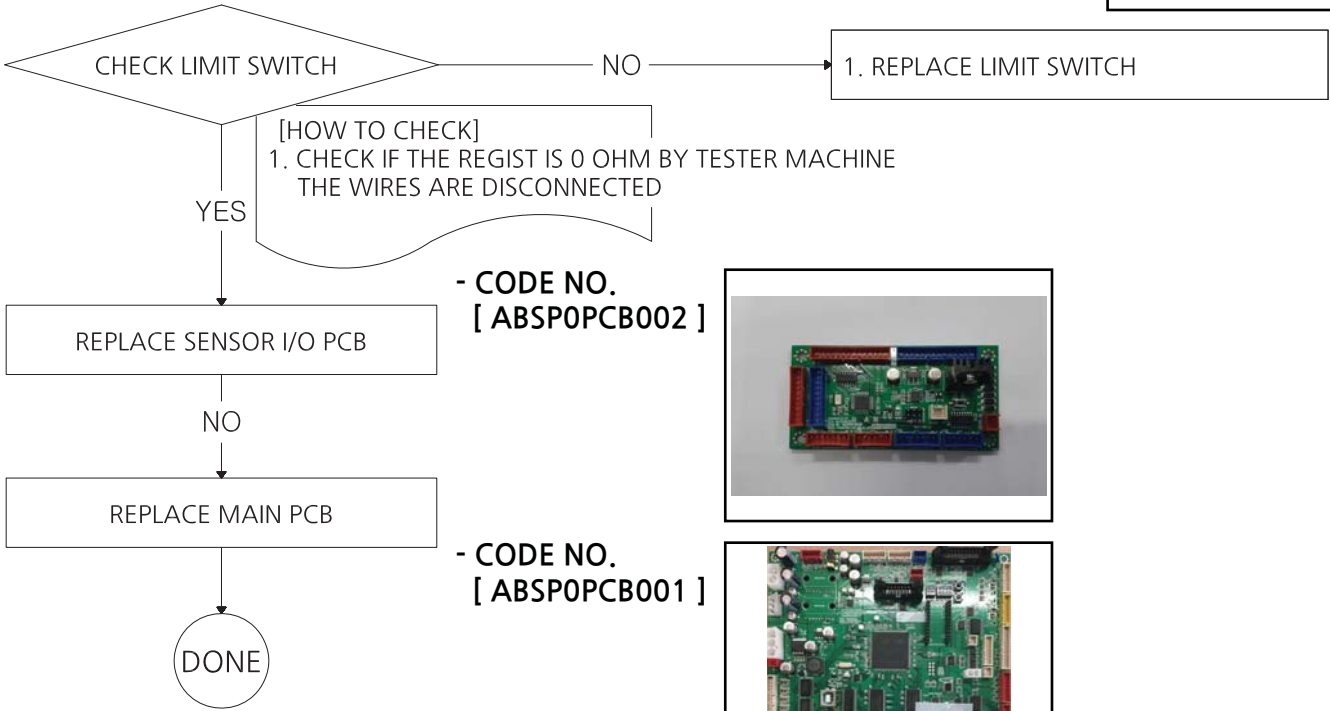 CHECK LIMIT SWITCH
NO
1. REPLACE LIMIT SWITCH
[HOW TO CHECK]
1. CHECK IF THE REGIST IS 0 OHM BY TESTER MACHINE
THE WIRES ARE DISCONNECTED
YES
- CODE NO.
[ ABSP0PCB002 ]
REPLACE SENSOR I/O PCB
NO
REPLACE MAIN PCB
- CODE NO.
[ ABSP0PCB001 ]
DONE